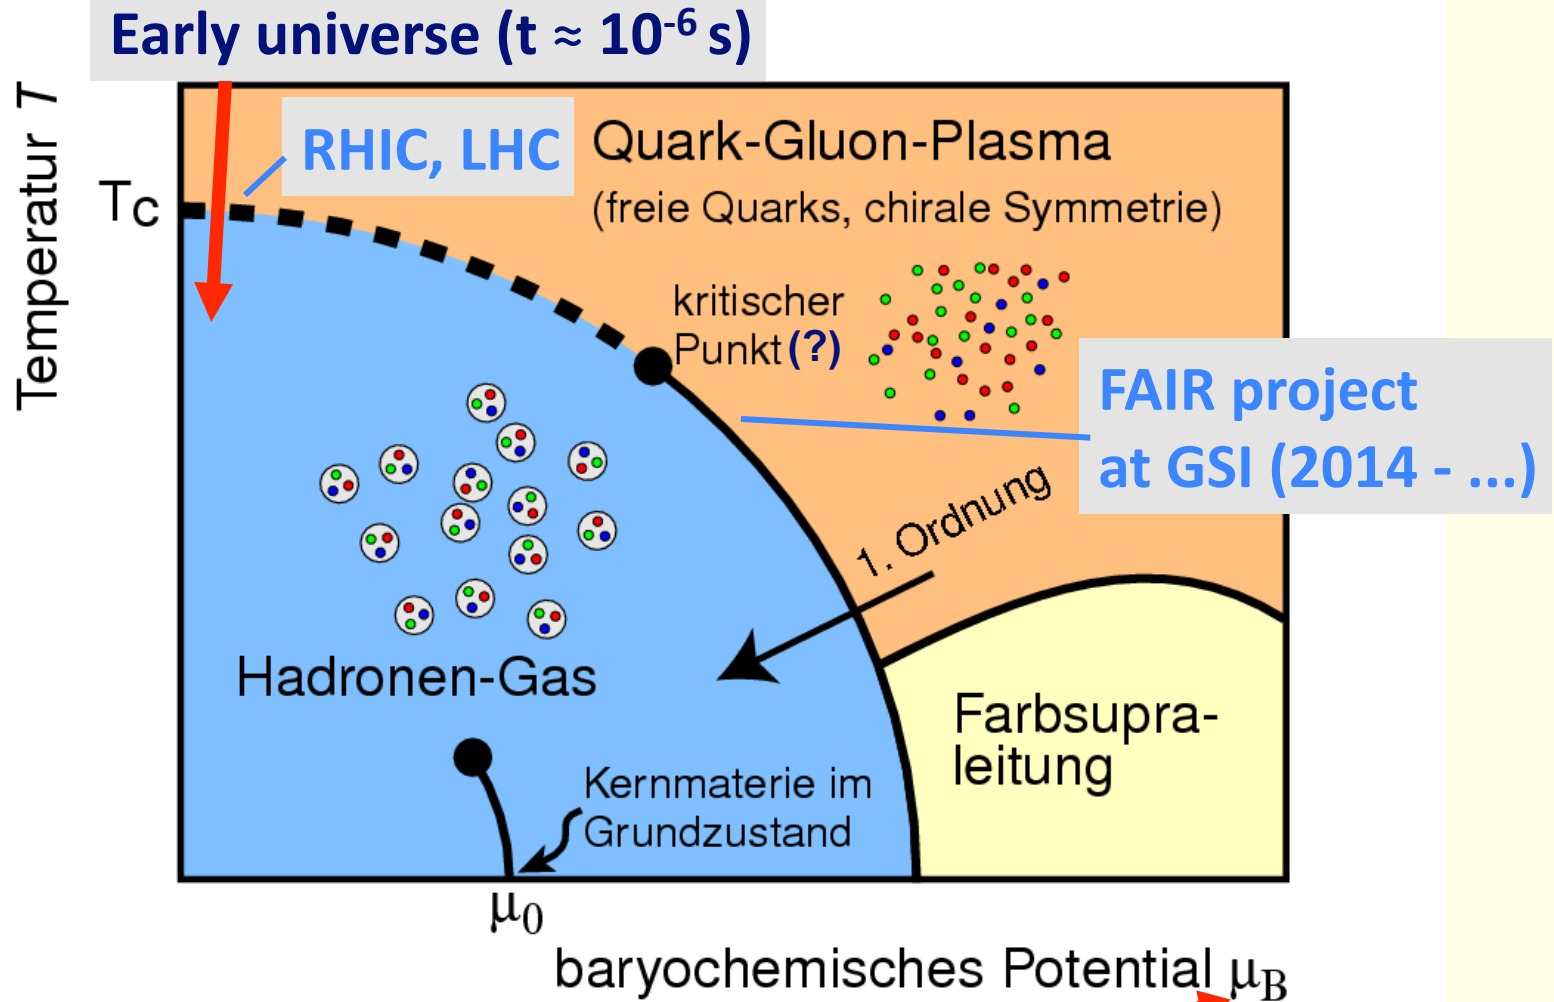 Early universe (t ≈ 10⁻⁶ s)
Temperatur T
RHIC, LHC
Quark-Gluon-Plasma
(freie Quarks, chirale Symmetrie)
TC
kritischer
Punkt (?)
FAIR project
at GSI (2014 - ...)
1. Ordnung
Hadronen-Gas
Farbsupra-
leitung
Kernmaterie im
Grundzustand
μ₀
baryochemisches Potential μB